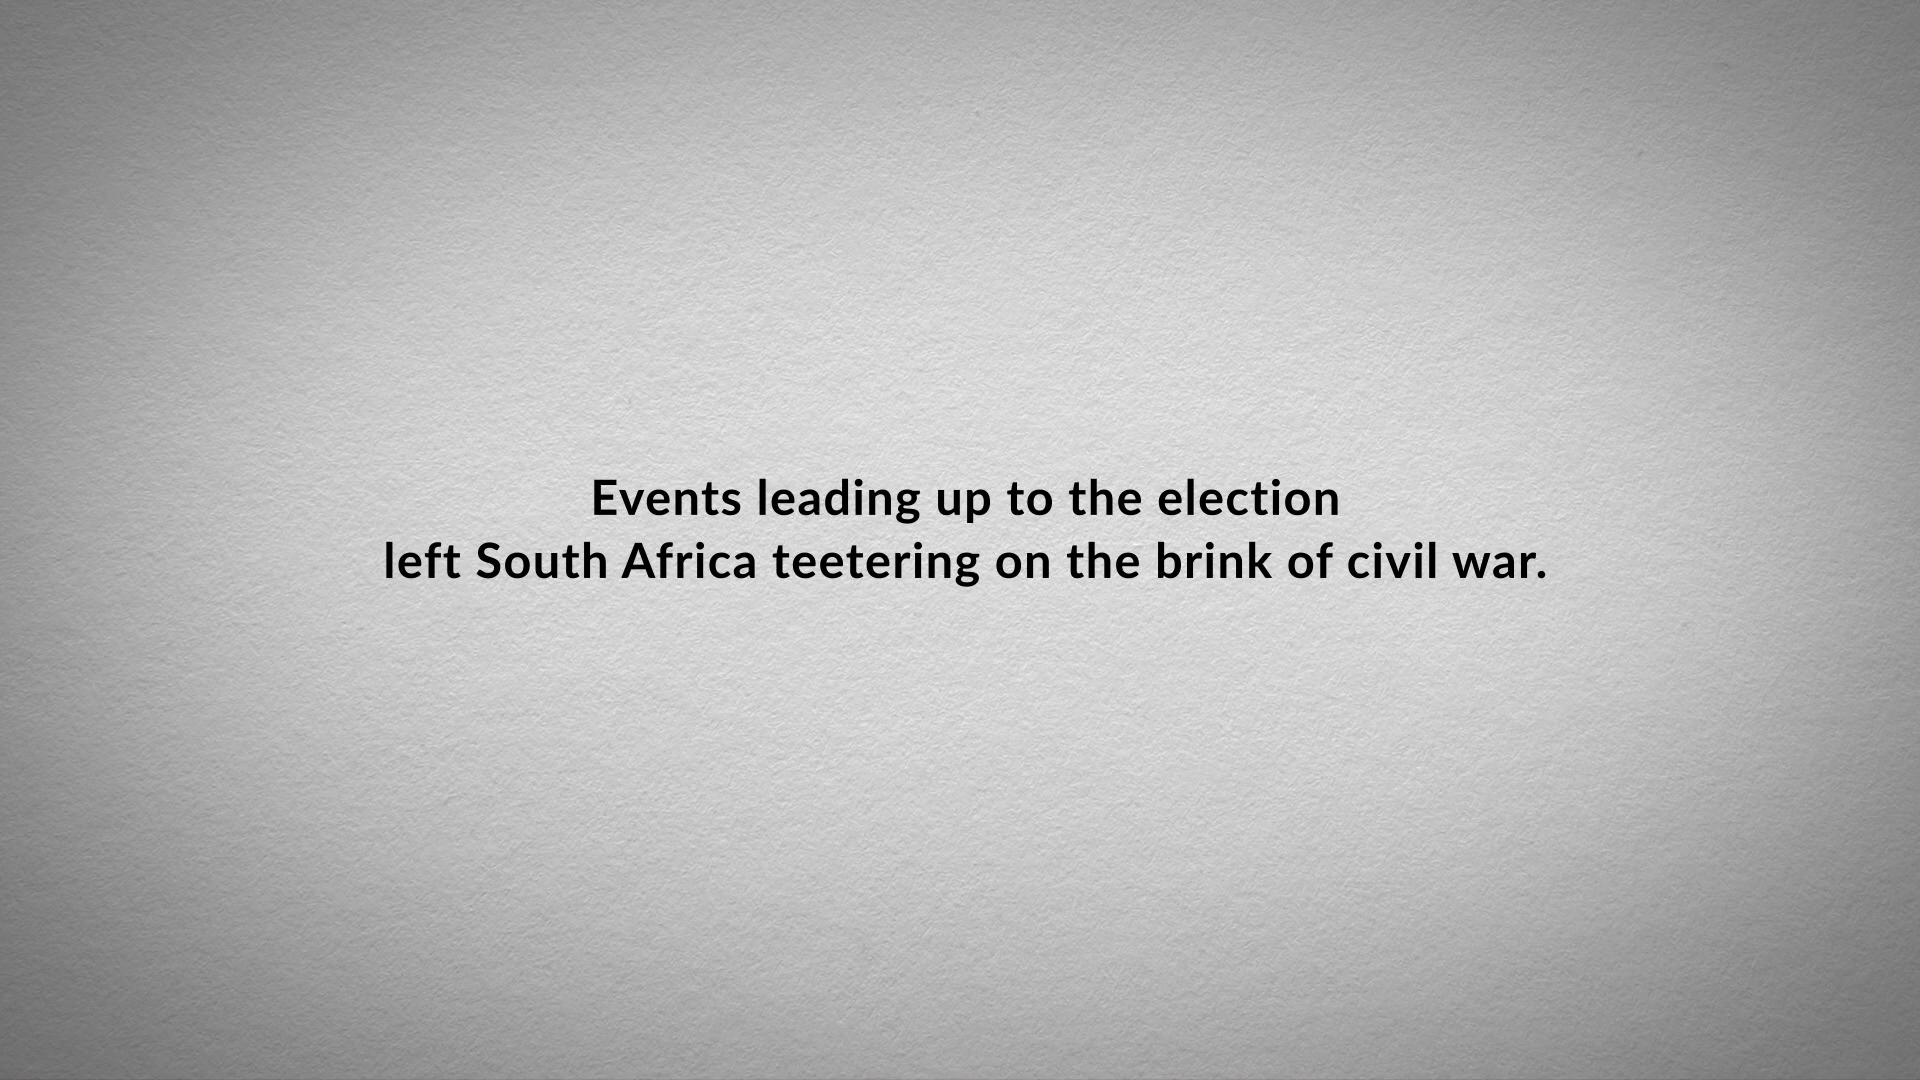 Events leading up to the election
left South Africa teetering on the brink of civil war.